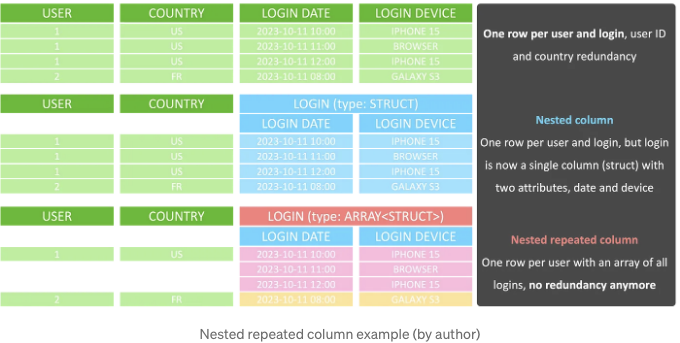 USER COUNTRY LOGIN DATE LOGIN DEVICE
1 US 2023-10-11 10:00 IPHONE 15
1 US 2023-10-11 11:00 BROWSER
1 US 2023-10-11 12:00 IPHONE 15
2 FR 2023-10-11 08:00 GALAXY S3
One row per user and login, user ID
and country redundancy
USER COUNTRY LOGIN (type: STRUCT)
LOGIN DATE LOGIN DEVICE
1 US 2023-10-11 10:00 IPHONE 15
1 US 2023-10-11 11:00 BROWSER
1 US 2023-10-11 12:00 IPHONE 15
2 FR 2023-10-11 08:00 GALAXY S3
Nested column
One row per user and login, but login
is now a single column (struct) with
two attributes, date and device
USER COUNTRY LOGIN (type: ARRAY<STRUCT>)
LOGIN DATE LOGIN DEVICE
1 US 2023-10-11 10:00 IPHONE 15
2023-10-11 11:00 BROWSER
2023-10-11 12:00 IPHONE 15
2 FR 2023-10-11 08:00 GALAXY S3
Nested repeated column
One row per user with an array of all
logins, no redundancy anymore
Nested repeated column example (by author)